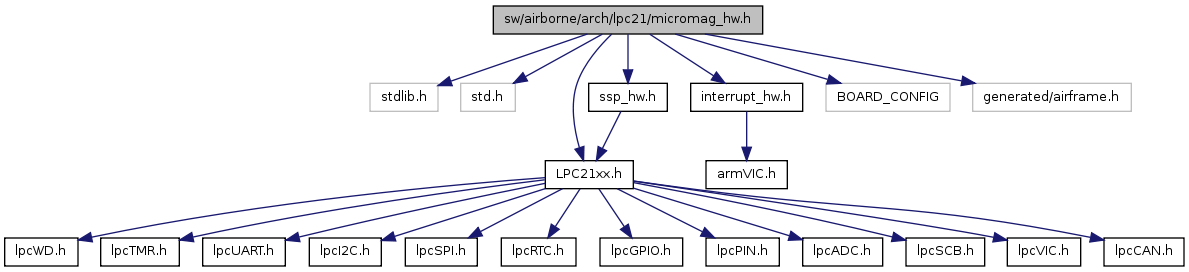 sw/airborne/arch/lpc21/micromag_hw.h
stdlib.h
std.h
ssp_hw.h
interrupt_hw.h
BOARD_CONFIG
generated/airframe.h
LPC21xx.h
armVIC.h
lpcWD.h
lpcTMR.h
lpcUART.h
lpcI2C.h
lpcSPI.h
lpcRTC.h
lpcGPIO.h
lpcPIN.h
lpcADC.h
lpcSCB.h
lpcVIC.h
lpcCAN.h